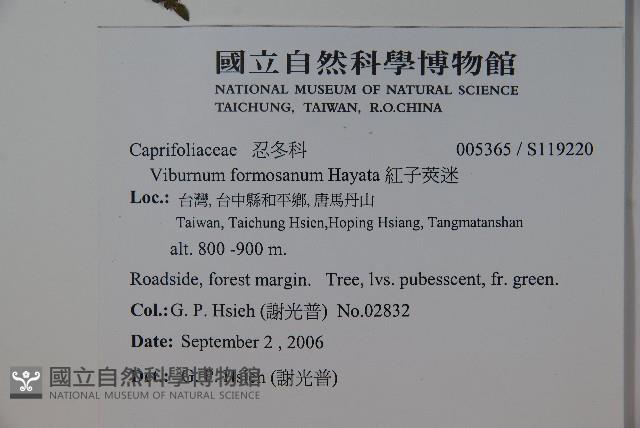 國立自然科學博物館
NATIONAL MUSEUM OF NATURAL SCIENCE
TAICHUNG, TAIWAN, R.O.CHINA
Caprifoliaceae 忍冬科 005365 / S119220
Viburnum formosanum Hayata 紅子莢迷
Loc.: 台灣, 台中縣和平鄉, 唐馬丹山
Taiwan, Taichung Hsien,Hoping Hsiang, Tangmatanshan
alt. 800 -900 m.
Roadside, forest margin. Tree, lvs. pubesscent, fr. green.
Col.: G. P. Hsieh (謝光普) No.02832
Date: September 2 , 2006
Det.: G. P. Hsieh (謝光普)
國立自然科學博物館
NATIONAL MUSEUM OF NATURAL SCIENCE